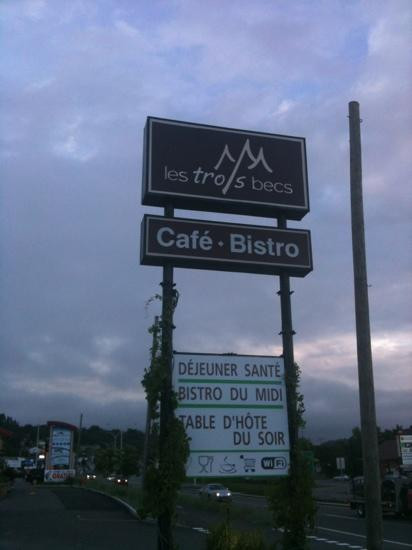 les trois becs
Café · Bistro
DÉJEUNER SANTÉ
BISTRO DU MIDI
TABLE D'HÔTE
DU SOIR
WiFi